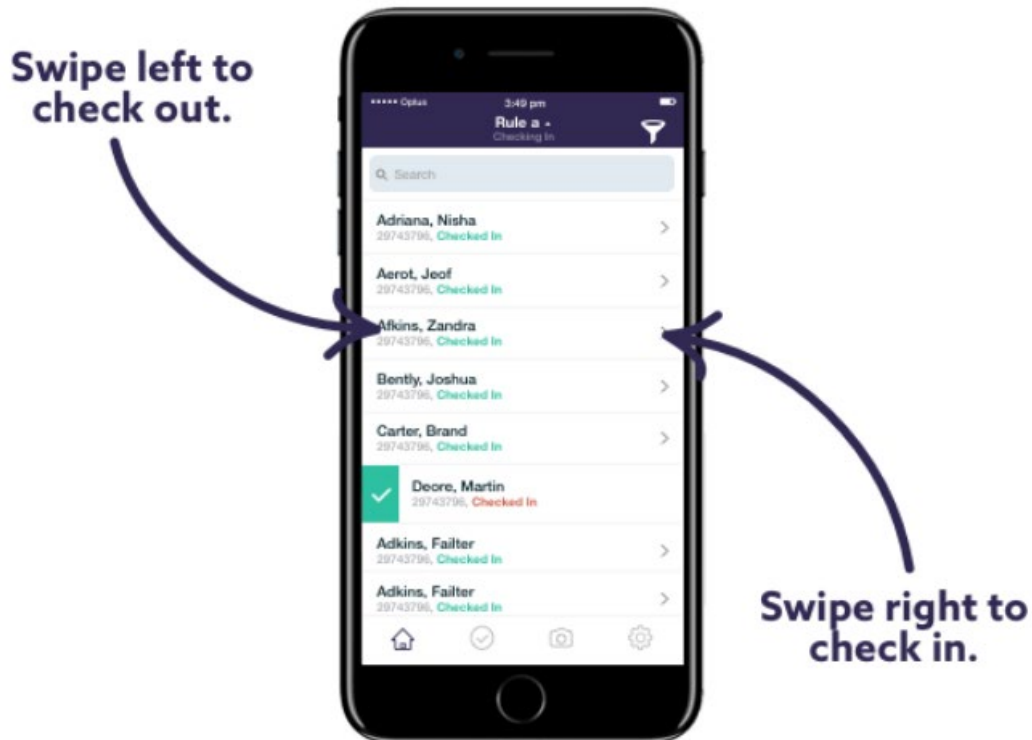 Swipe left to
check out.
Optus 3:49 pm
Rule a
Checking In
Search
Adriana, Nisha
29743796, Checked In
Aerot, Jeof
29743796, Checked In
Afkins, Zandra
29743796, Checked In
Bently, Joshua
29743796, Checked In
Carter, Brand
29743796, Checked In
Deore, Martin
29743796, Checked In
Adkins, Failter
29743796, Checked In
Adkins, Failter
29743796, Checked In
Swipe right to
check in.